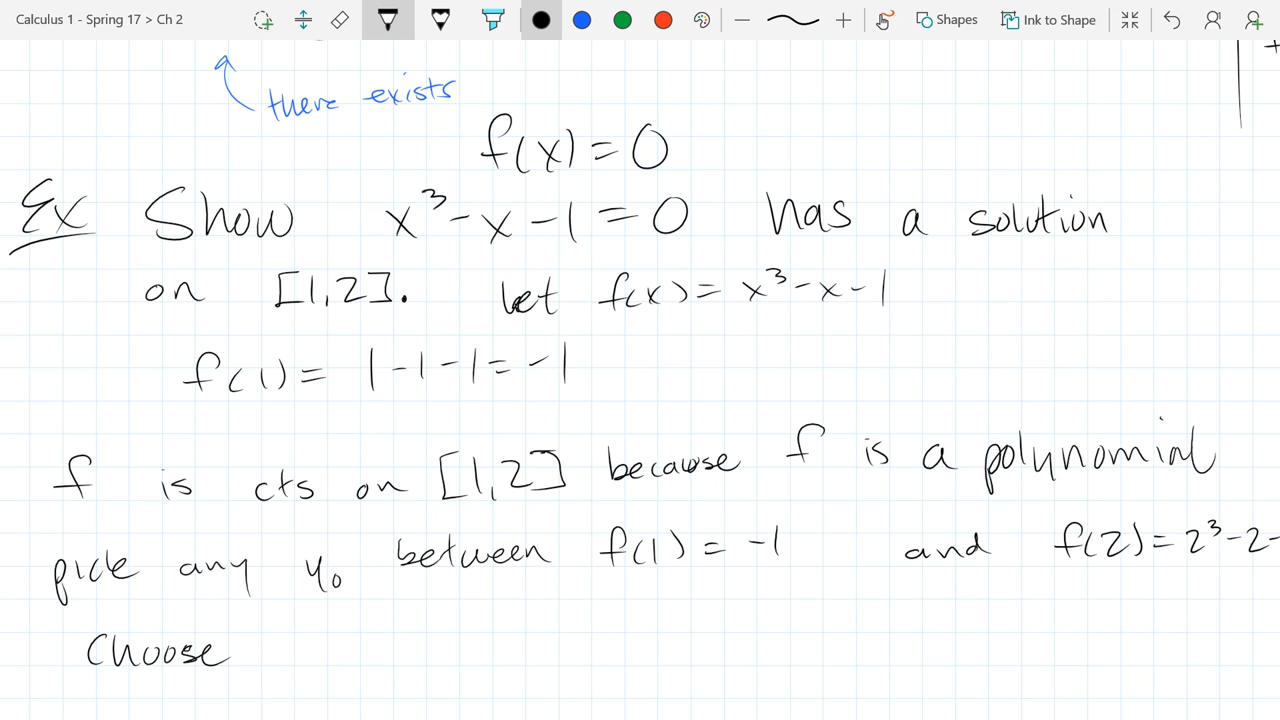 Calculus 1 - Spring 17 > Ch 2
Shapes
Ink to Shape
there exists
f(x) = 0
Ex Show x³ - x - 1 = 0 has a solution
on [1,2]. Let f(x) = x³ - x - 1
f(1) = 1 - 1 - 1 = -1
f is cts on [1,2] because f is a polynomial
pick any y₀ between f(1) = -1 and f(2) = 2³ - 2 -
Choose